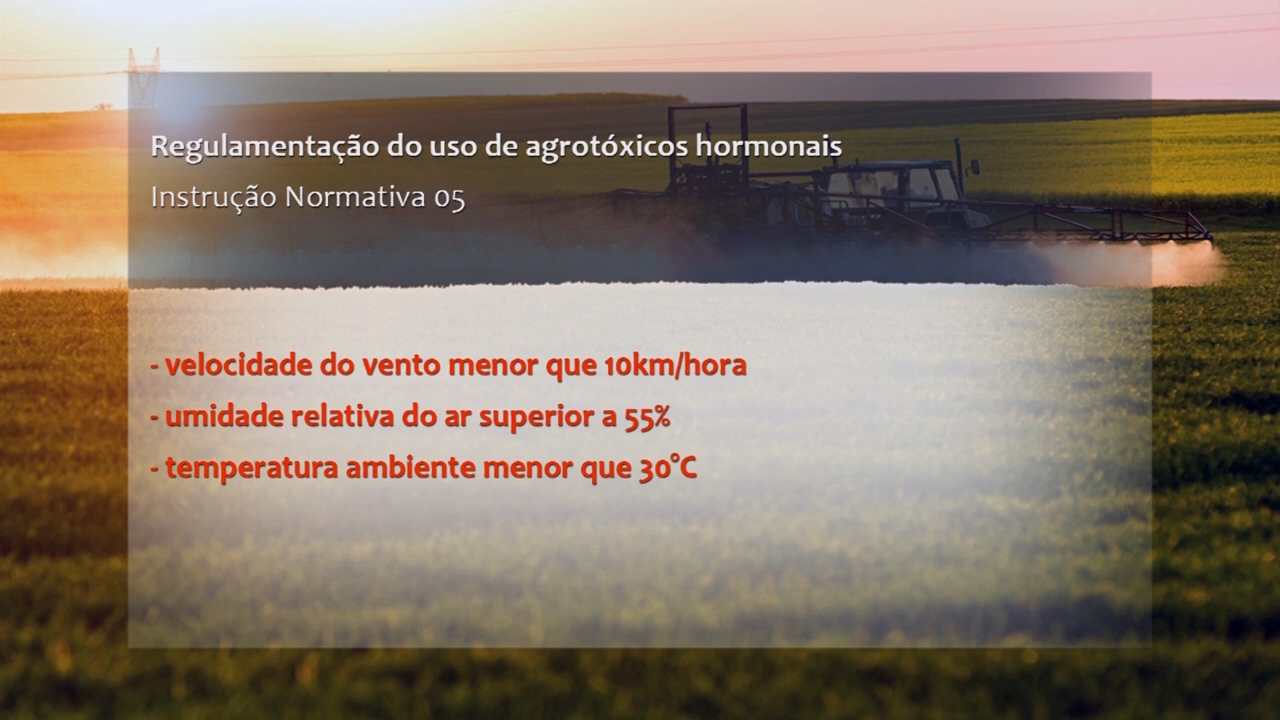 Regulamentação do uso de agrotóxicos hormonais
Instrução Normativa 05
- velocidade do vento menor que 10km/hora
- umidade relativa do ar superior a 55%
- temperatura ambiente menor que 30°C